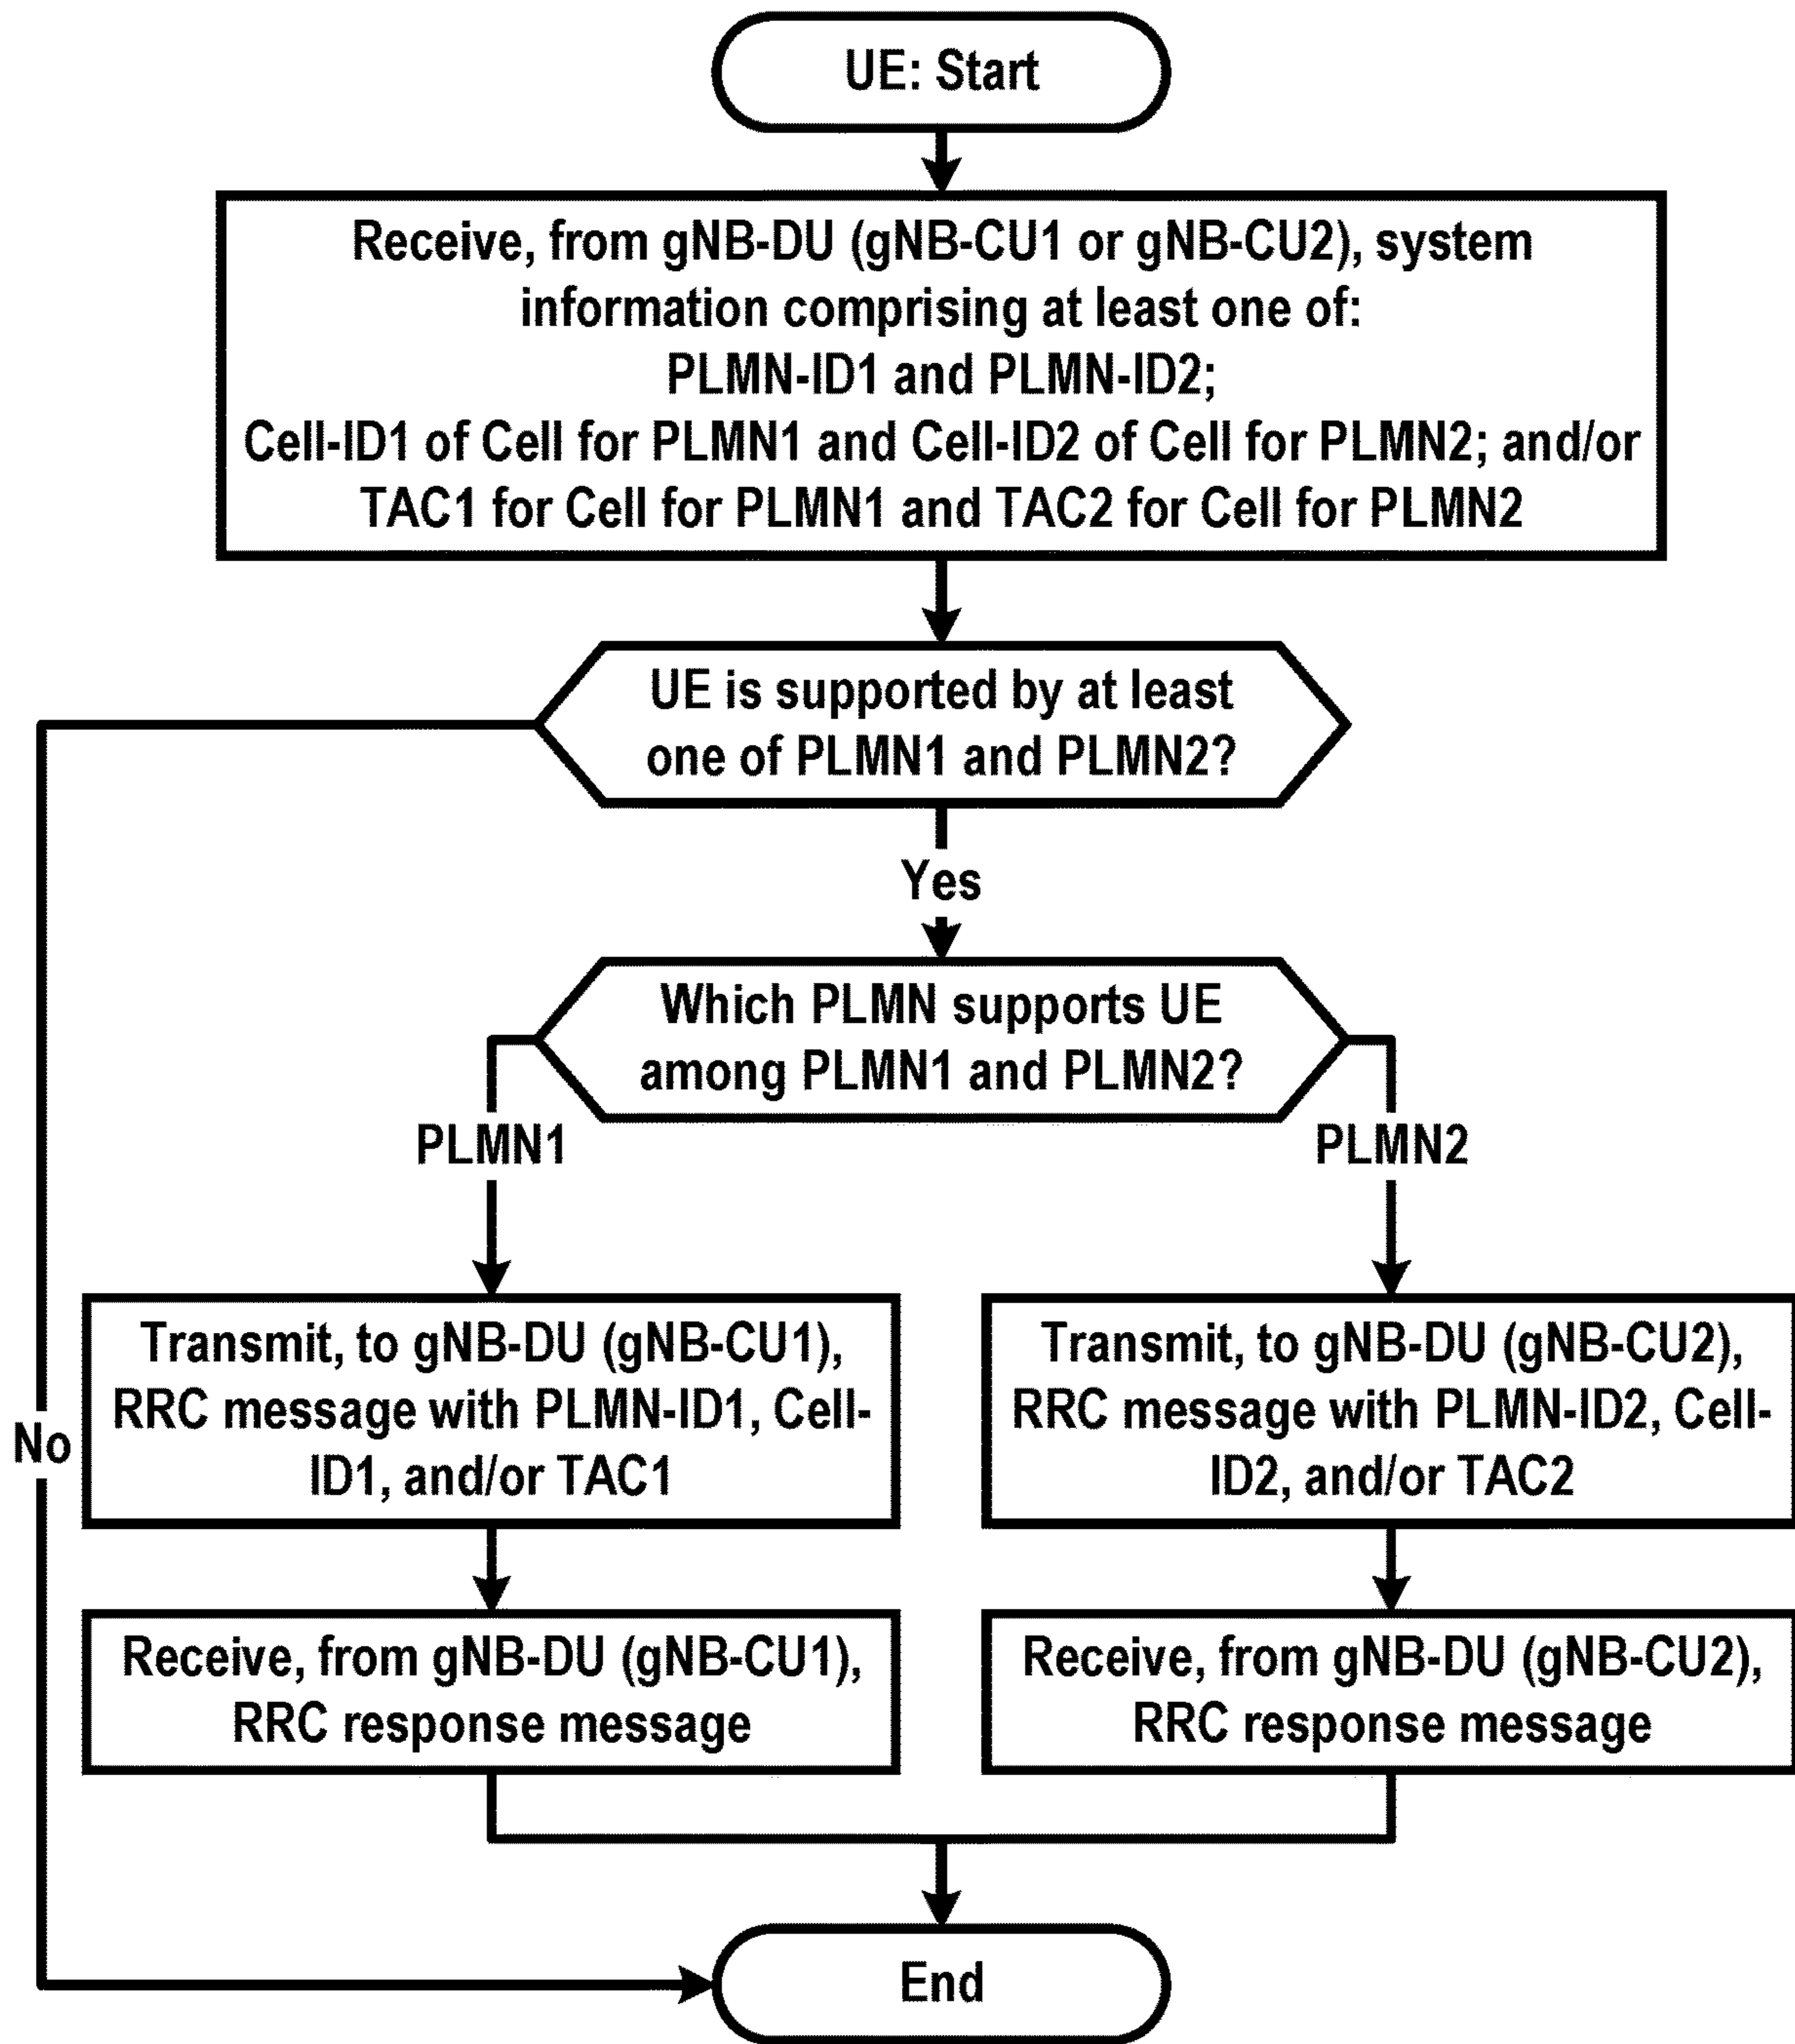 UE: Start
Receive, from gNB-DU (gNB-CU1 or gNB-CU2), system
information comprising at least one of:
PLMN-ID1 and PLMN-ID2;
Cell-ID1 of Cell for PLMN1 and Cell-ID2 of Cell for PLMN2; and/or
TAC1 for Cell for PLMN1 and TAC2 for Cell for PLMN2
UE is supported by at least
one of PLMN1 and PLMN2?
Yes
Which PLMN supports UE
among PLMN1 and PLMN2?
PLMN1
PLMN2
Transmit, to gNB-DU (gNB-CU1),
RRC message with PLMN-ID1, Cell-
ID1, and/or TAC1
Transmit, to gNB-DU (gNB-CU2),
RRC message with PLMN-ID2, Cell-
ID2, and/or TAC2
No
Receive, from gNB-DU (gNB-CU1),
RRC response message
Receive, from gNB-DU (gNB-CU2),
RRC response message
End